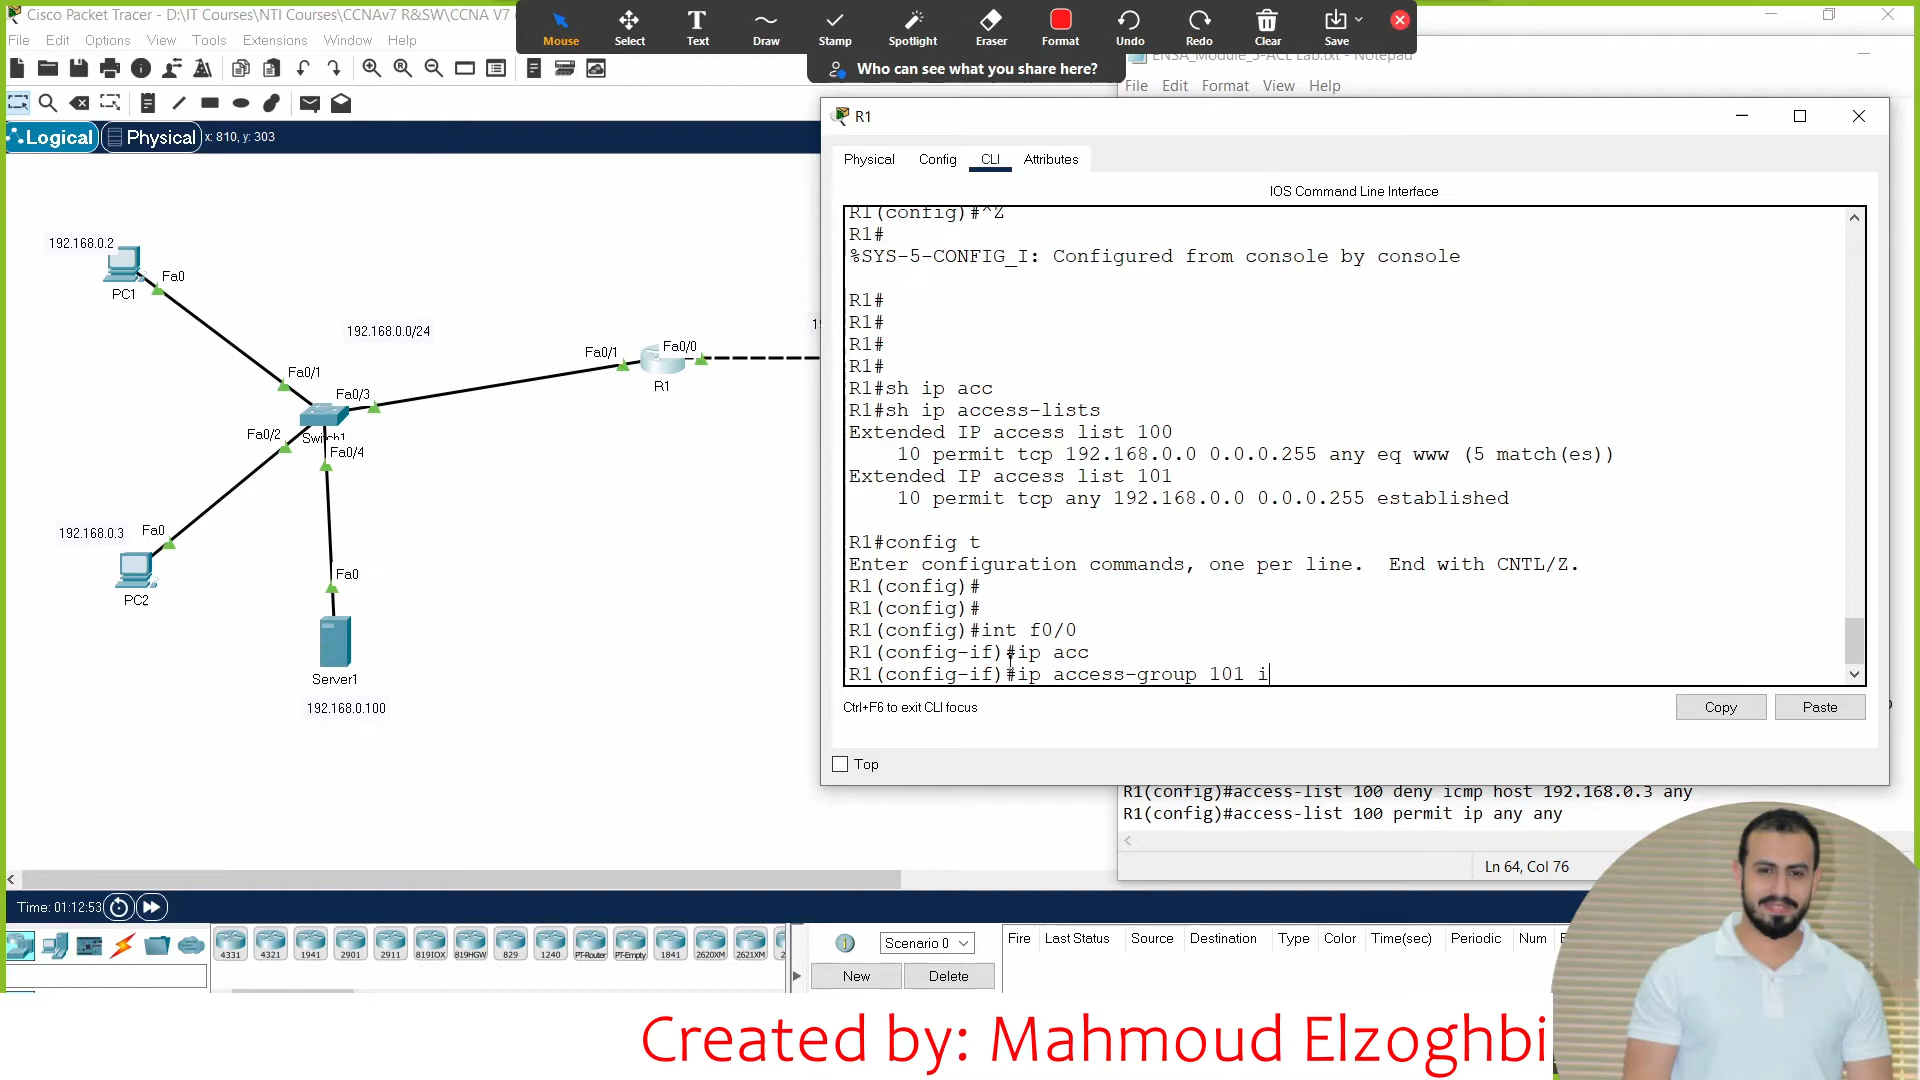 Cisco Packet Tracer - D:\IT Courses\NTI Courses\CCNAv7 R&SW\CCNA V7
File Edit Options View Tools Extensions Window Help
Mouse Select Text Draw Stamp Spotlight Eraser Format Undo Redo Clear Save
Who can see what you share here?
ENSA_Module_5-ACL Lab.txt - Notepad
File Edit Format View Help
Logical Physical x: 810, y: 303
R1
Physical Config CLI Attributes
IOS Command Line Interface
R1(config)#^Z
R1#
%SYS-5-CONFIG_I: Configured from console by console
R1#
R1#
R1#
R1#
R1#sh ip acc
R1#sh ip access-lists
Extended IP access list 100
10 permit tcp 192.168.0.0 0.0.0.255 any eq www (5 match(es))
Extended IP access list 101
10 permit tcp any 192.168.0.0 0.0.0.255 established
R1#config t
Enter configuration commands, one per line. End with CNTL/Z.
R1(config)#
R1(config)#
R1(config)#int f0/0
R1(config-if)#ip acc
R1(config-if)#ip access-group 101 i
Ctrl+F6 to exit CLI focus
Copy Paste
Top
R1(config)#access-list 100 deny icmp host 192.168.0.3 any
R1(config)#access-list 100 permit ip any any
Ln 64, Col 76
192.168.0.2
Fa0
PC1
192.168.0.0/24
Fa0/1
Fa0/0
R1
Fa0/1
Fa0/3
Fa0/2
Switch1
Fa0/4
192.168.0.3
Fa0
PC2
Fa0
Server1
192.168.0.100
Time: 01:12:53
4331 4321 1941 2901 2911 819IOX 819HGW 829 1240 PT-Router PT-Empty 1841 2620XM 2621XM
Scenario 0
New Delete
Fire Last Status Source Destination Type Color Time(sec) Periodic Num
Created by: Mahmoud Elzoghbi